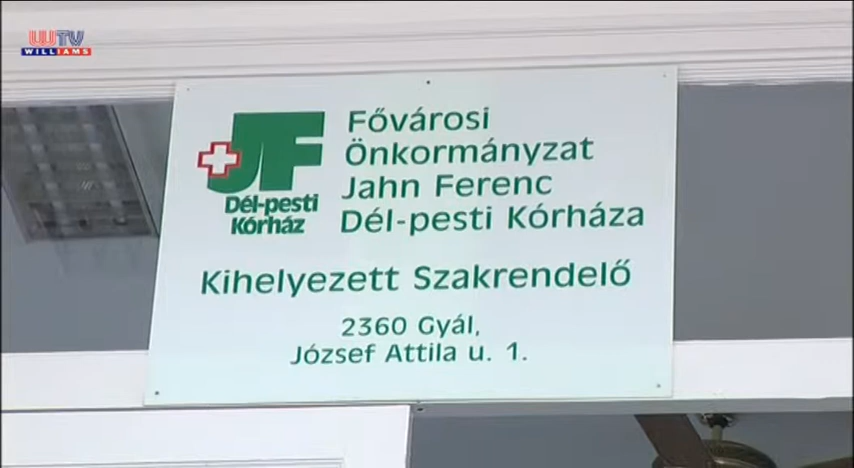 WTV
WILLIAMS
JF
Dél-pesti
Kórház
Fővárosi
Önkormányzat
Jahn Ferenc
Dél-pesti Kórháza
Kihelyezett Szakrendelő
2360 Gyál,
József Attila u. 1.